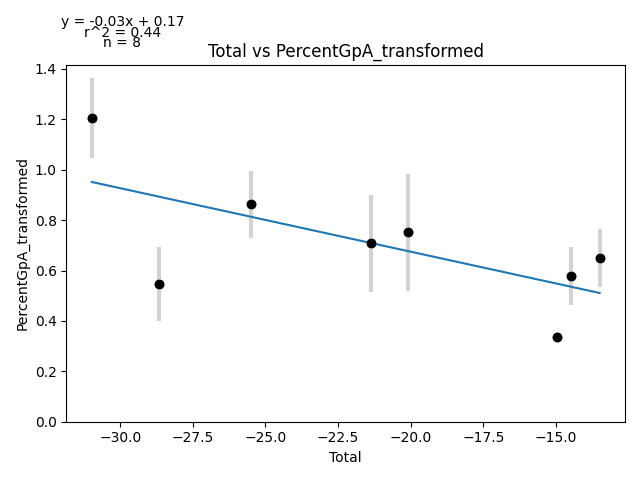 y = -0.03x + 0.17
r^2 = 0.44
n = 8
Total vs PercentGpA_transformed
PercentGpA_transformed
1.4
1.2
1.0
0.8
0.6
0.4
0.2
0.0
−30.0 −27.5 −25.0 −22.5 −20.0 −17.5 −15.0
Total